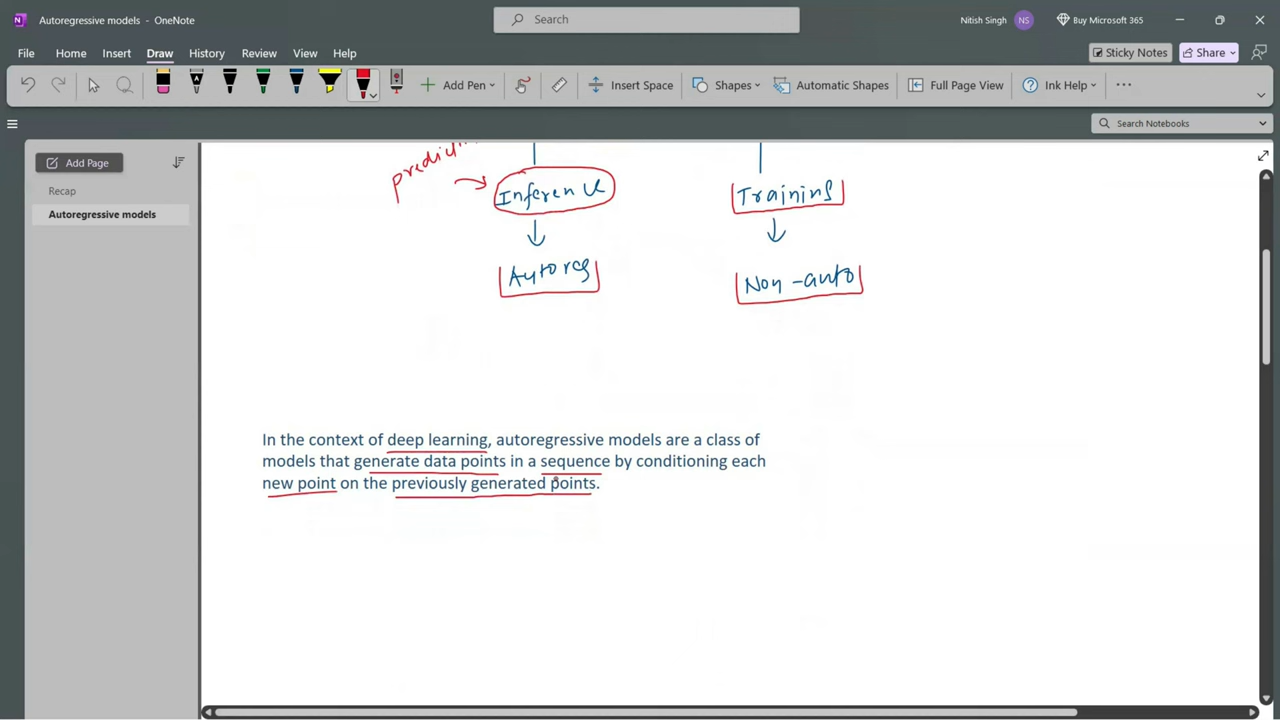 Autoregressive models - OneNote
Search
Nitish Singh NS
Buy Microsoft 365
File Home Insert Draw History Review View Help
Sticky Notes
Share
Add Pen
Insert Space
Shapes
Automatic Shapes
Full Page View
Ink Help
Search Notebooks
Add Page
Recap
Autoregressive models
Inference
Training
Autoreg
Non-auto
In the context of deep learning, autoregressive models are a class of
models that generate data points in a sequence by conditioning each
new point on the previously generated points.